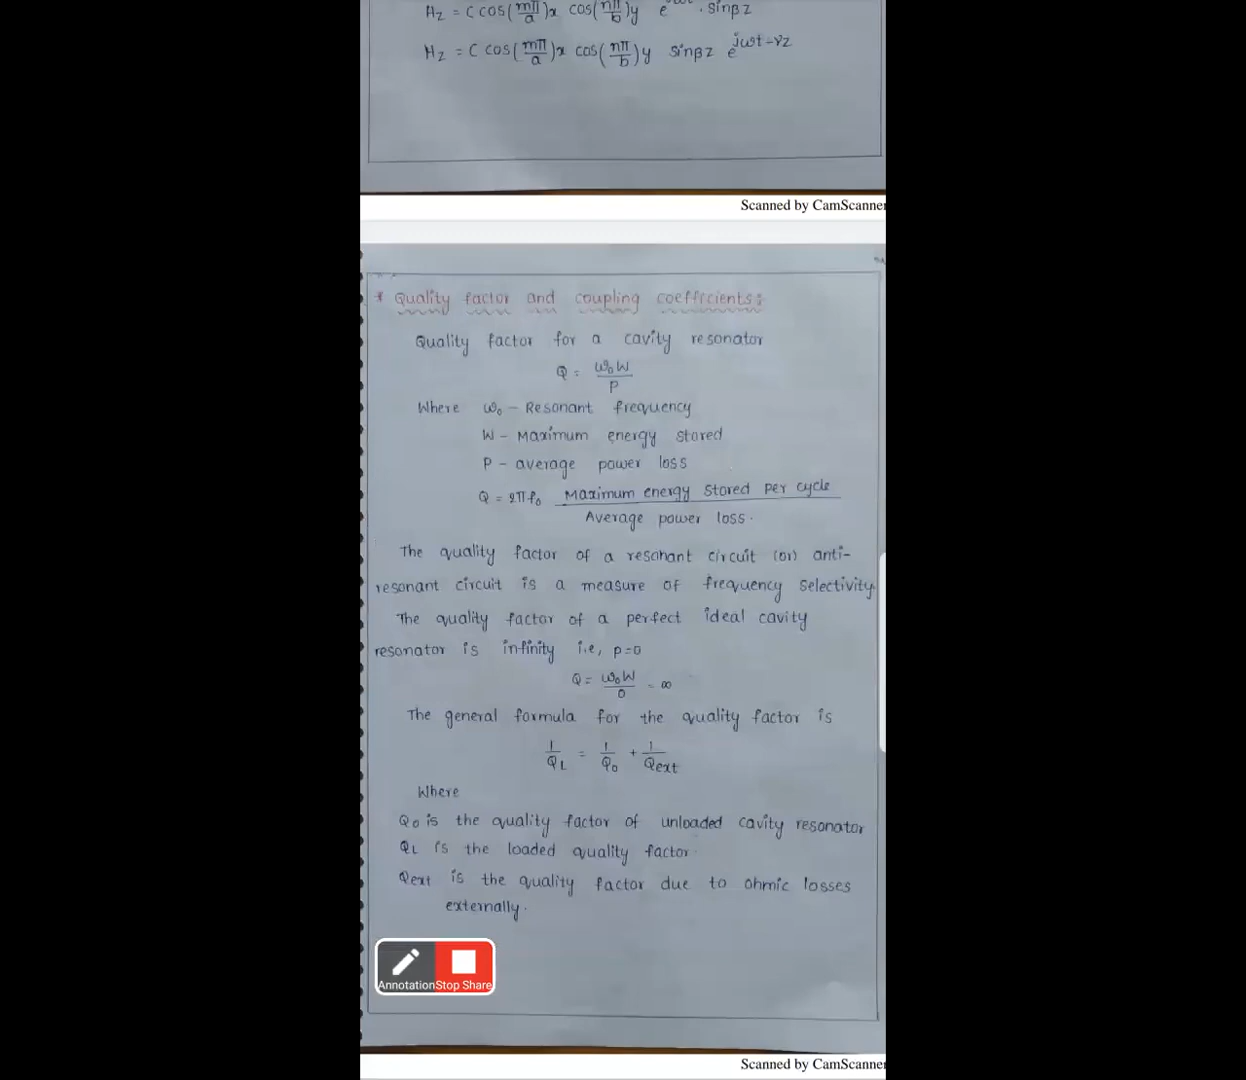 Hz = C cos(mπ/a)x cos(nπ/b)y e . sinβz
Hz = C cos(mπ/a)x cos(nπ/b)y sinβz e^jωt-γz
Scanned by CamScanner
* Quality factor and coupling coefficients:
Quality factor for a cavity resonator
Q = ω₀W/P
Where ω₀ - Resonant frequency
W - Maximum energy stored
P - average power loss
Q = 2πf₀ Maximum energy stored per cycle
Average power loss.
The quality factor of a resonant circuit (or) anti-
resonant circuit is a measure of frequency selectivity.
The quality factor of a perfect ideal cavity
resonator is infinity i.e, p=0
Q = ω₀W/0 = ∞
The general formula for the quality factor is
1/QL = 1/Q₀ + 1/Qext
Where
Q₀ is the quality factor of unloaded cavity resonator
QL is the loaded quality factor.
Qext is the quality factor due to ohmic losses
externally.
Annotation Stop Share
Scanned by CamScanner